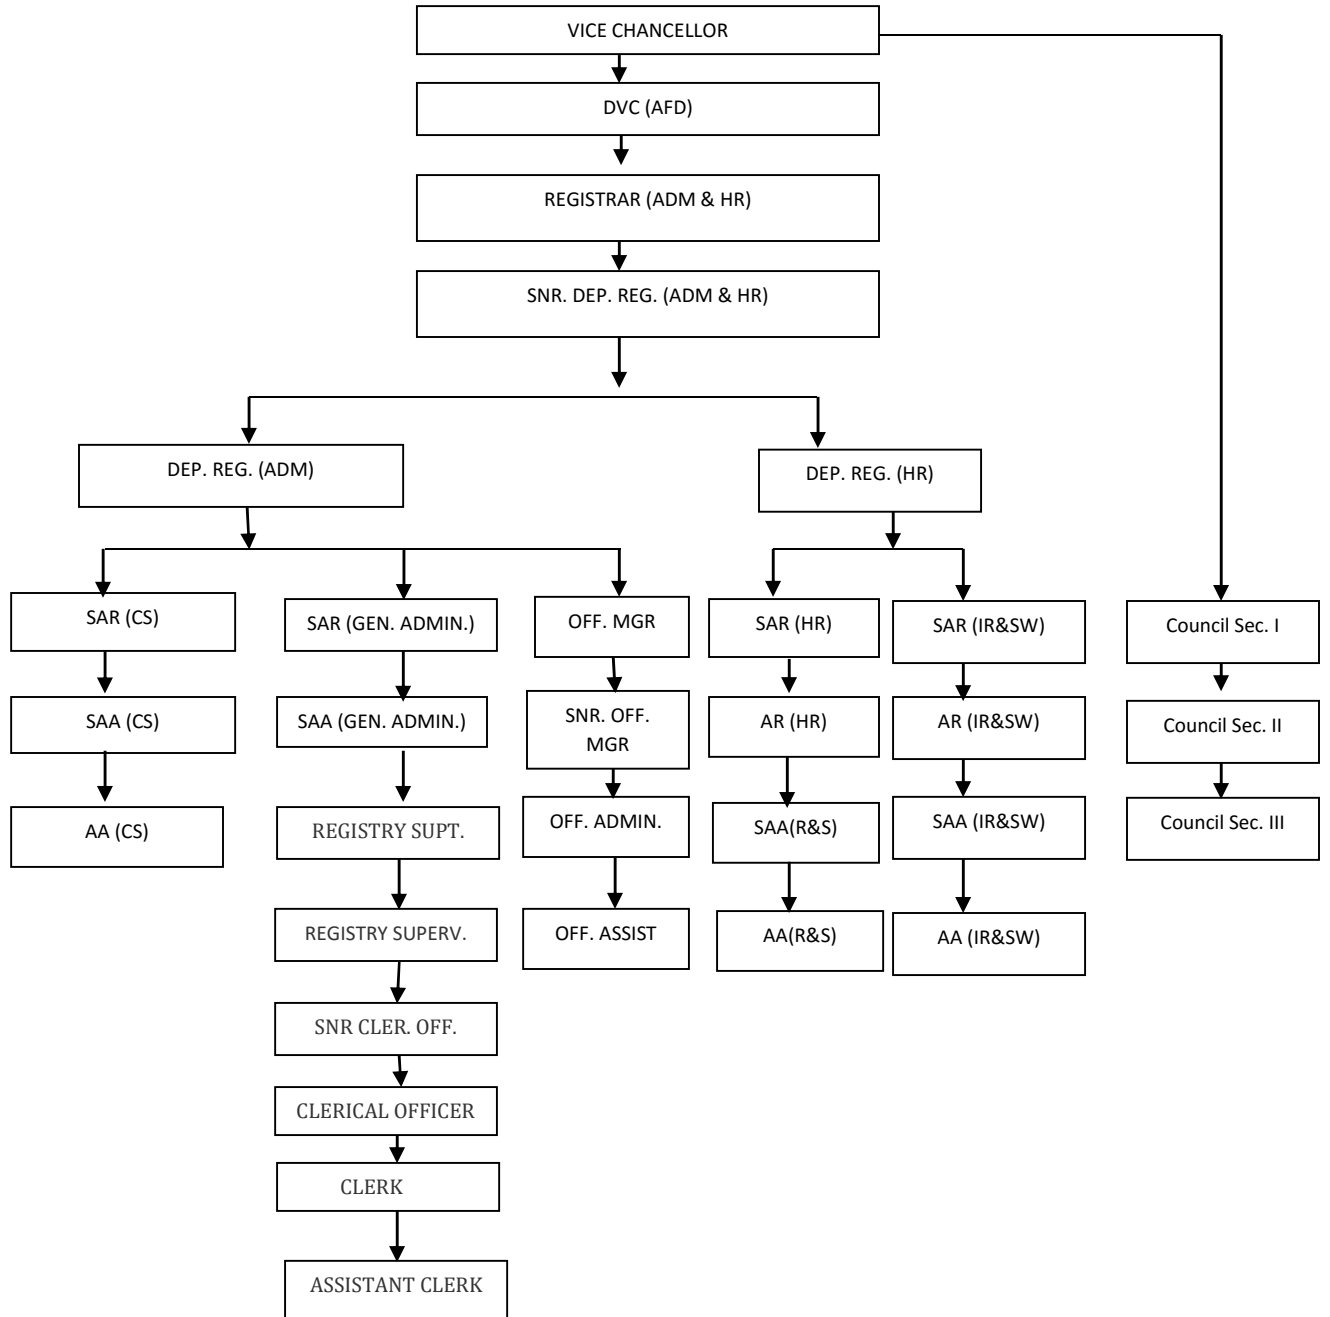 VICE CHANCELLOR
DVC (AFD)
REGISTRAR (ADM & HR)
SNR. DEP. REG. (ADM & HR)
DEP. REG. (ADM)
DEP. REG. (HR)
SAR (CS)
SAR (GEN. ADMIN.)
OFF. MGR
SAR (HR)
SAR (IR&SW)
Council Sec. I
SAA (CS)
SAA (GEN. ADMIN.)
SNR. OFF.
MGR
AR (HR)
AR (IR&SW)
Council Sec. II
AA (CS)
REGISTRY SUPT.
OFF. ADMIN.
SAA(R&S)
SAA (IR&SW)
Council Sec. III
REGISTRY SUPERV.
OFF. ASSIST
AA(R&S)
AA (IR&SW)
SNR CLER. OFF.
CLERICAL OFFICER
CLERK
ASSISTANT CLERK